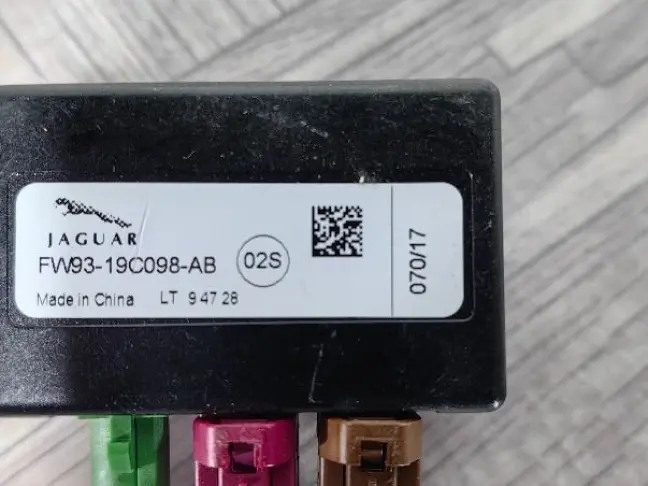 JAGUAR
FW93-19C098-AB
02S
Made in China LT 9 47 28
070/17